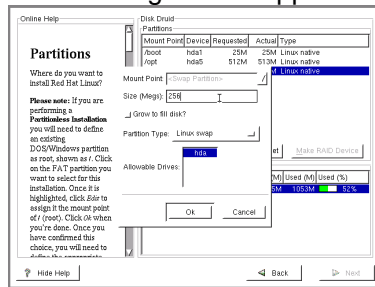 Online Help
Partitions
Where do you want to
install Red Hat Linux?
Please note: If you are
performing a
Partitionless Installation
you will need to define
an existing
DOS/Windows partition
as root, shown as /. Click
on the FAT partition you
want to select for this
installation. Once it is
highlighted, click Edit to
assign it the mount point
of / (root). Click Ok when
you're done. Once you
have confirmed this
choice, you will need to
Disk Druid
Partitions
Mount Point Device Requested Actual Type
/boot hda1 25M 25M Linux native
/opt hda5 512M 513M Linux native
M Linux native
Mount Point: <Swap Partition> /
Size (Megs): 256
Grow to fill disk?
Partition Type: Linux swap
hda
Allowable Drives:
Ok Cancel
et Make RAID Device
(M) Used (M) Used (%)
5M 1053M 52%
Hide Help
Back Next